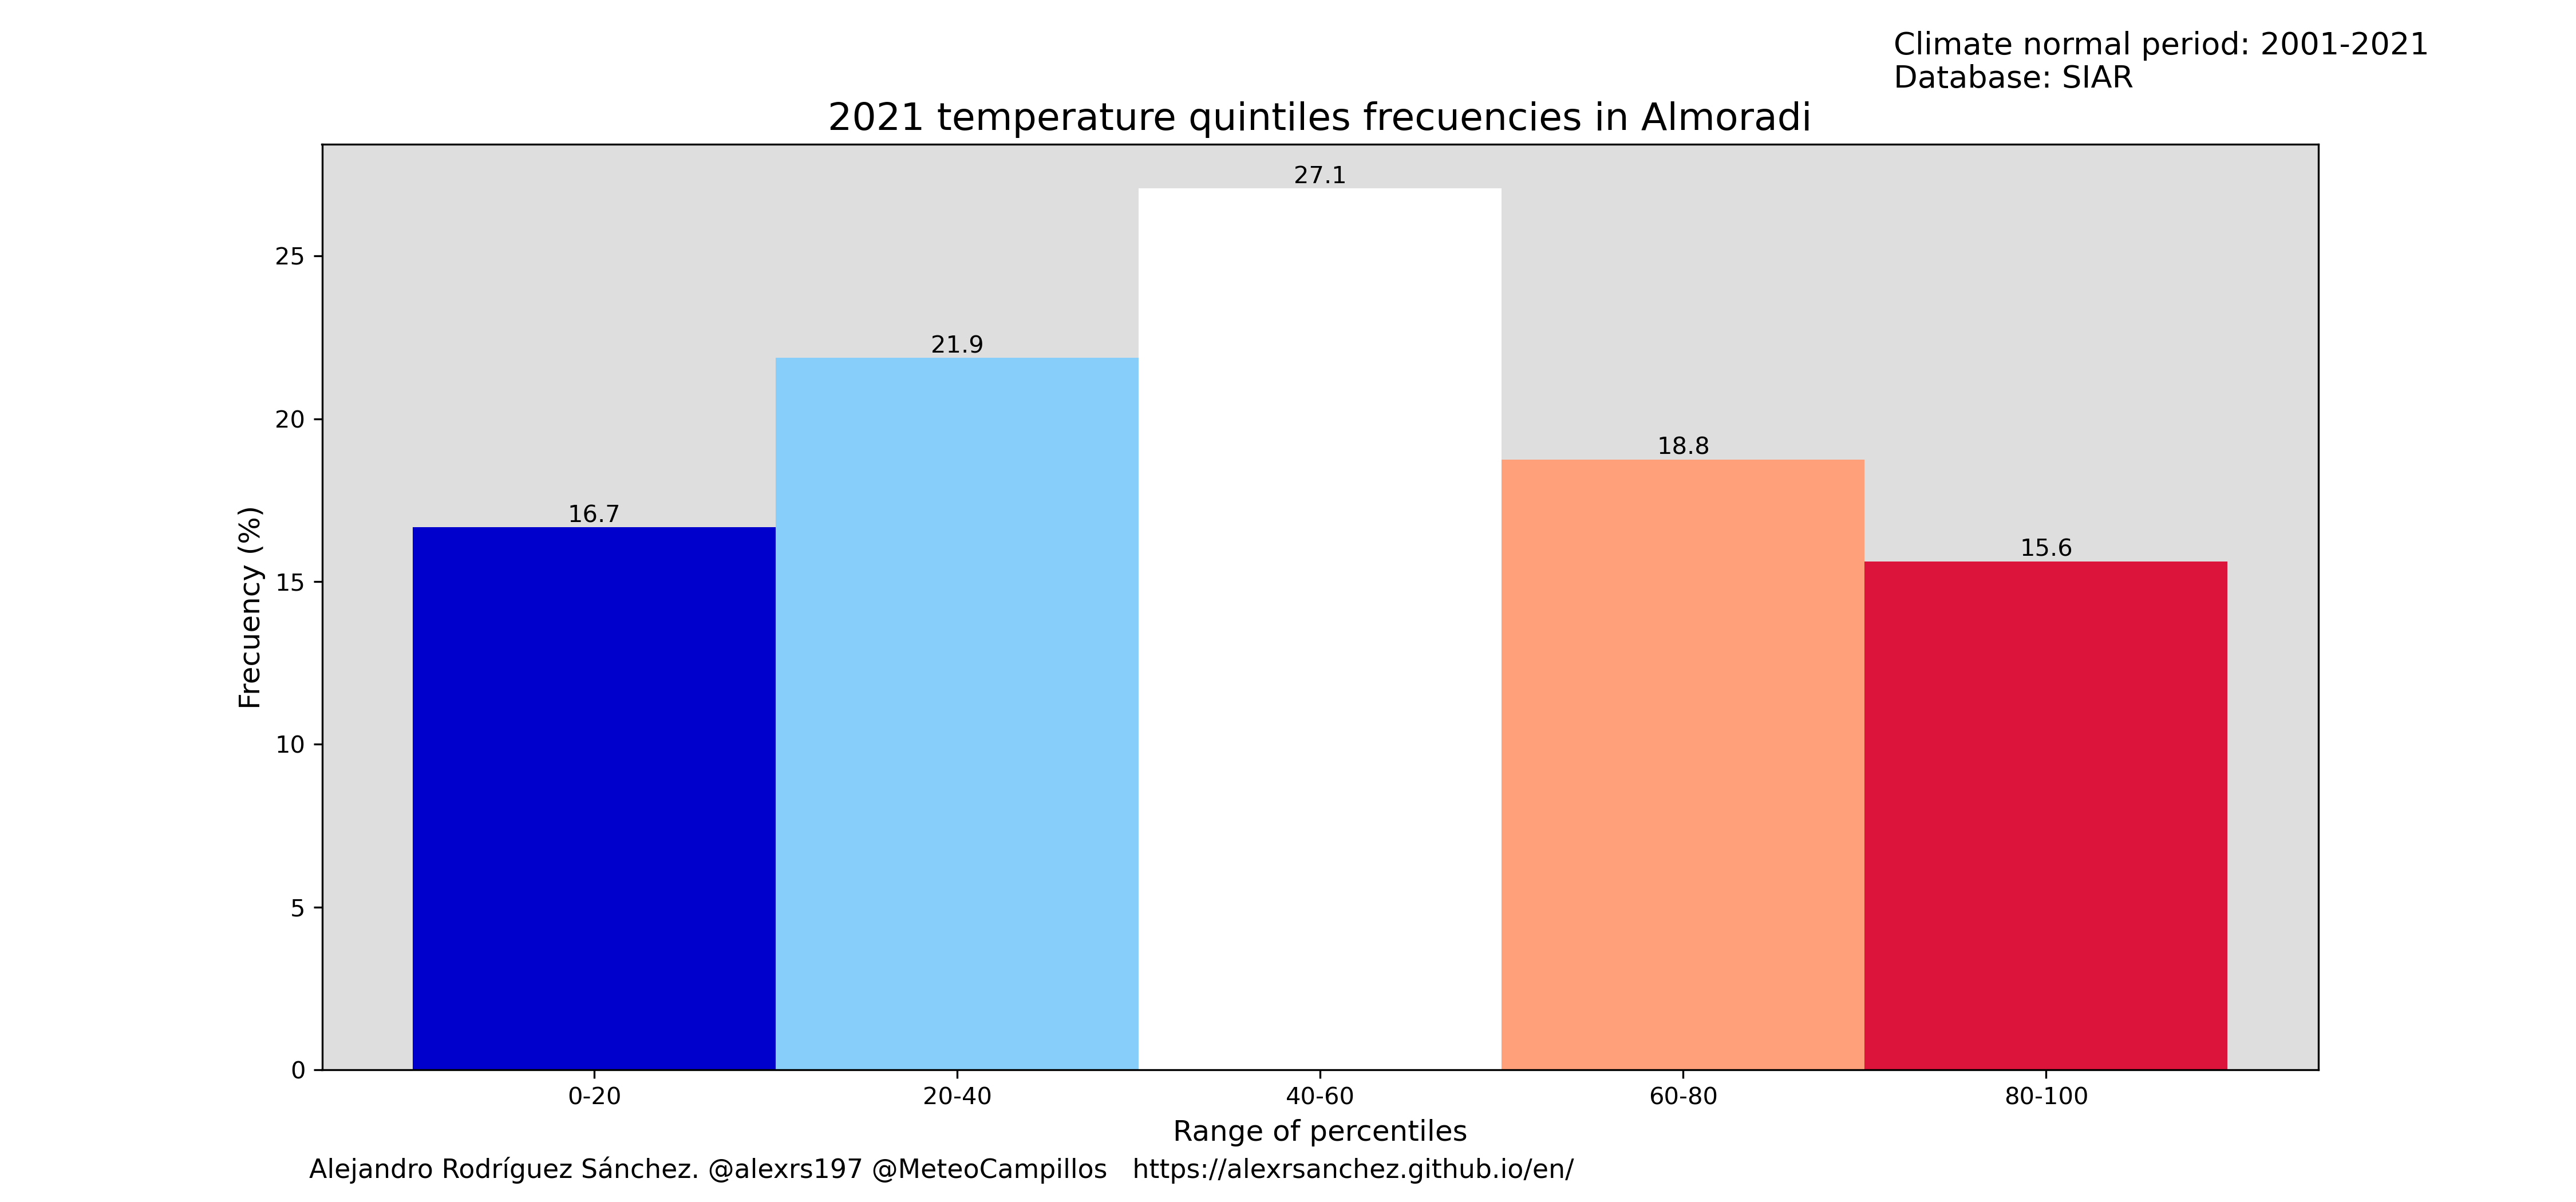 Climate normal period: 2001-2021
Database: SIAR
2021 temperature quintiles frecuencies in Almoradi
27.1
25
21.9
20
18.8
16.7
15.6
15
10
5
0
Frecuency (%)
0-20 20-40 40-60 60-80 80-100
Range of percentiles
Alejandro Rodríguez Sánchez. @alexrs197 @MeteoCampillos https://alexrsanchez.github.io/en/